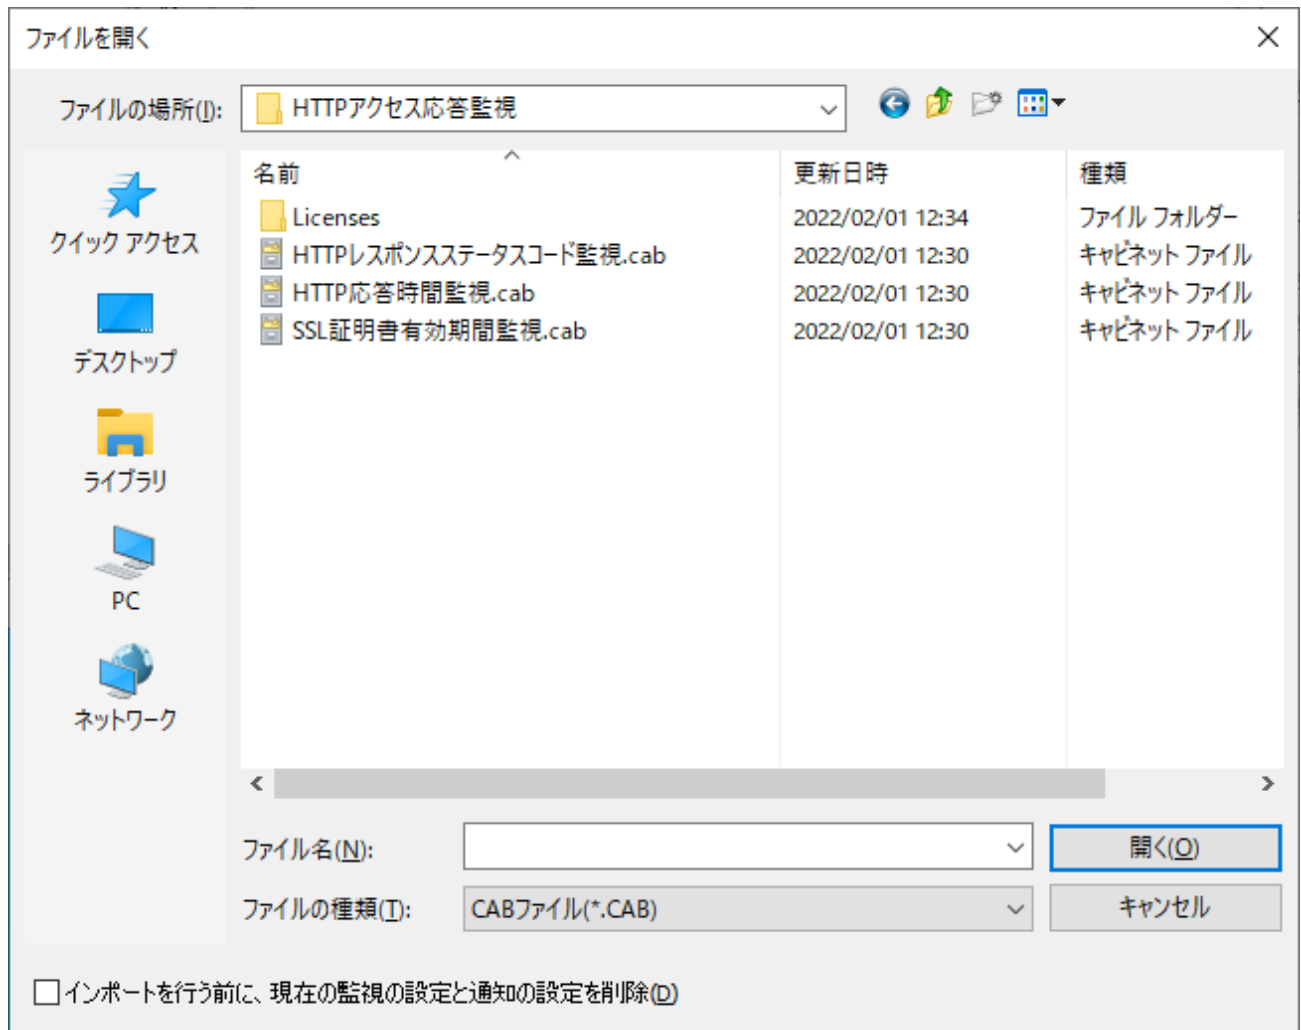 ファイルを開く
ファイルの場所(I): HTTPアクセス応答監視
クイック アクセス
デスクトップ
ライブラリ
PC
ネットワーク
名前 更新日時 種類
Licenses 2022/02/01 12:34 ファイル フォルダー
HTTPレスポンスステータスコード監視.cab 2022/02/01 12:30 キャビネット ファイル
HTTP応答時間監視.cab 2022/02/01 12:30 キャビネット ファイル
SSL証明書有効期間監視.cab 2022/02/01 12:30 キャビネット ファイル
ファイル名(N): 開く(O)
ファイルの種類(T): CABファイル(*.CAB) キャンセル
インポートを行う前に、現在の監視の設定と通知の設定を削除(D)